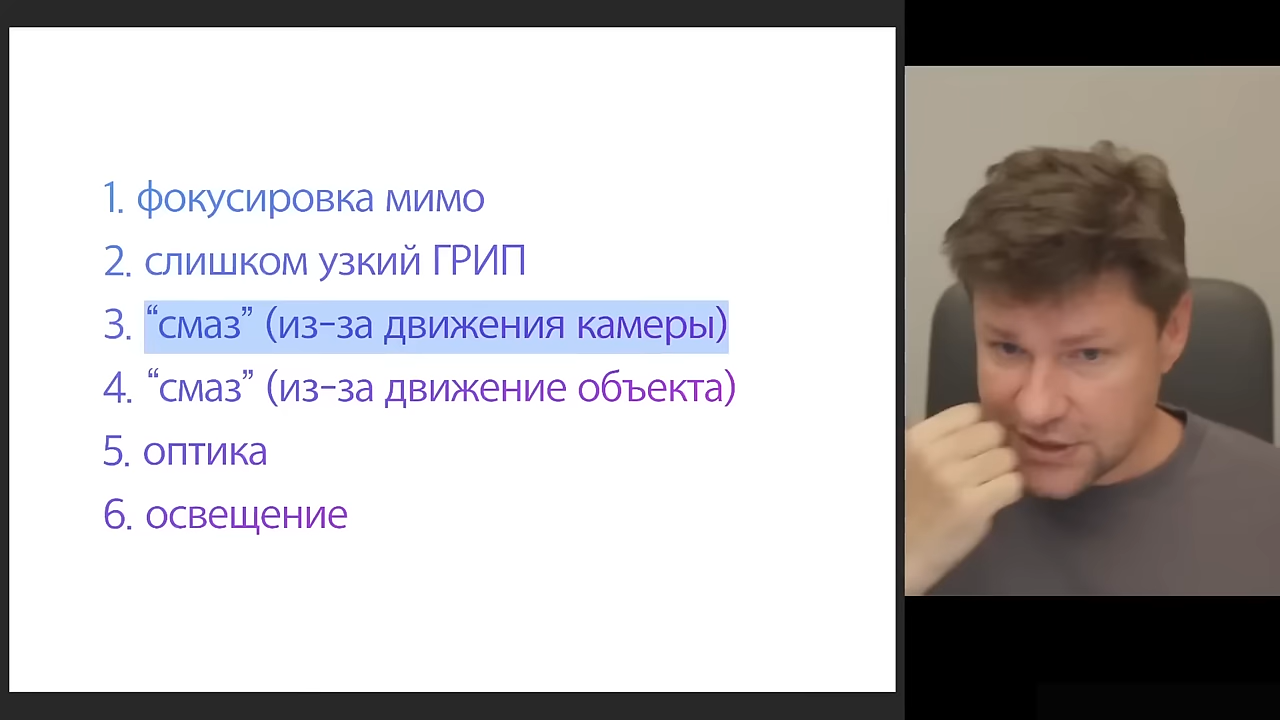 1. фокусировка мимо
2. слишком узкий ГРИП
3. “смаз” (из-за движения камеры)
4. “смаз” (из-за движение объекта)
5. оптика
6. освещение